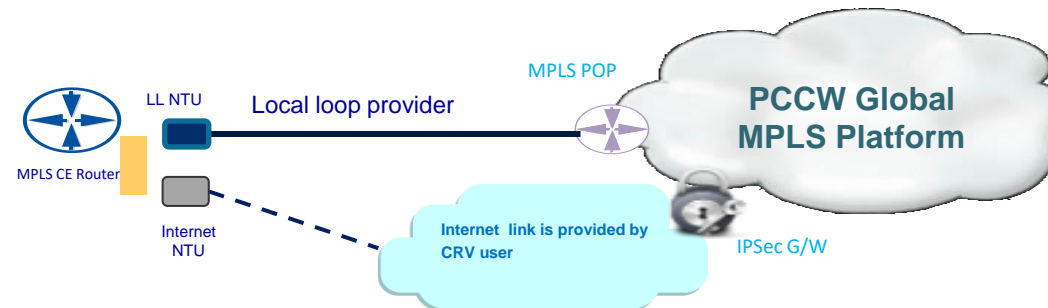 MPLS POP
LL NTU
Local loop provider
PCCW Global
MPLS Platform
MPLS CE Router
Internet
NTU
Internet link is provided by
CRV user
IPSec G/W